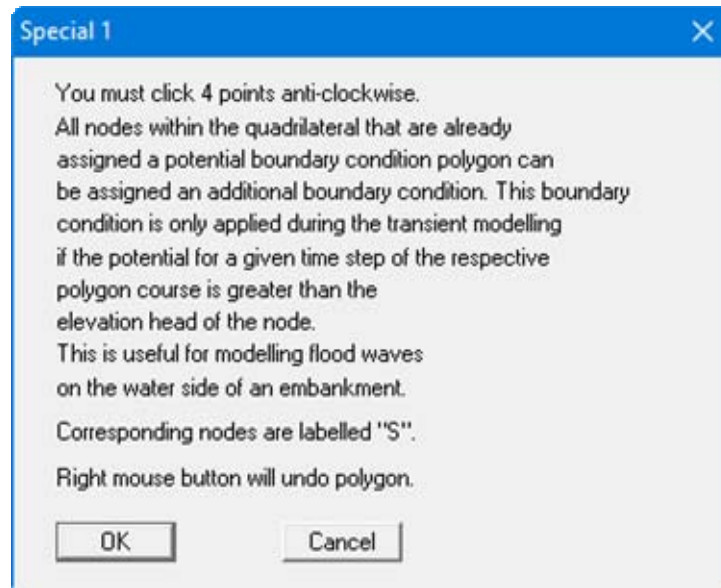 Special 1
You must click 4 points anti-clockwise.
All nodes within the quadrilateral that are already
assigned a potential boundary condition polygon can
be assigned an additional boundary condition. This boundary
condition is only applied during the transient modelling
if the potential for a given time step of the respective
polygon course is greater than the
elevation head of the node.
This is useful for modelling flood waves
on the water side of an embankment.
Corresponding nodes are labelled "S".
Right mouse button will undo polygon.
OK Cancel